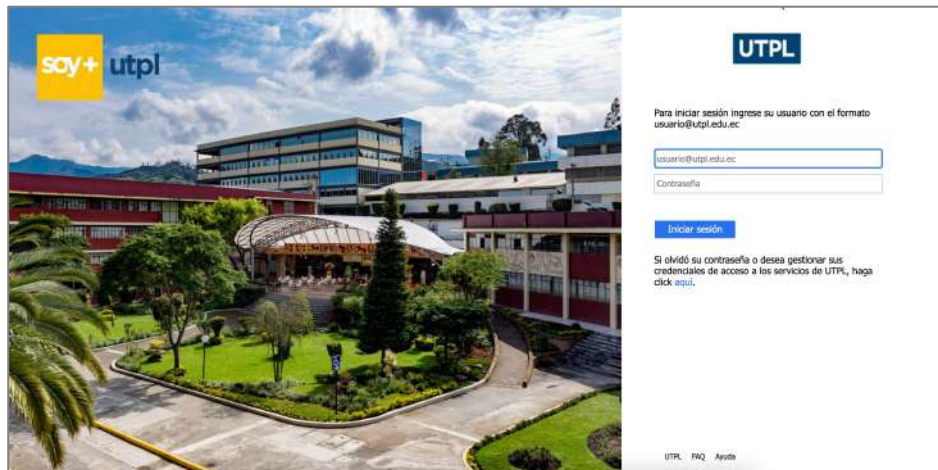 soy+ utpl
UTPL
Para iniciar sesión ingrese su usuario con el formato
usuario@utpl.edu.ec
usuario@utpl.edu.ec
Contraseña
Iniciar sesión
Si olvidó su contraseña o desea gestionar sus
credenciales de acceso a los servicios de UTPL, haga
click aquí.
UTPL FAQ Ayuda